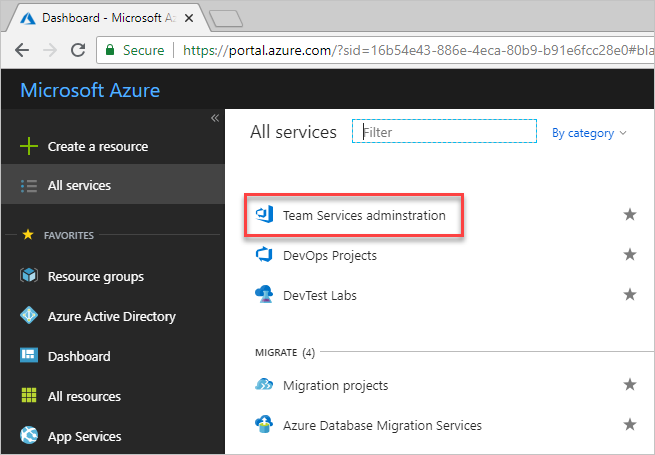 Dashboard - Microsoft Az
Secure https://portal.azure.com/?sid=16b54e43-886e-4eca-80b9-b91e6fcc28e0#bla
Microsoft Azure
Create a resource
All services
FAVORITES
Resource groups
Azure Active Directory
Dashboard
All resources
App Services
All services Filter By category
Team Services adminstration
DevOps Projects
DevTest Labs
MIGRATE (4)
Migration projects
Azure Database Migration Services